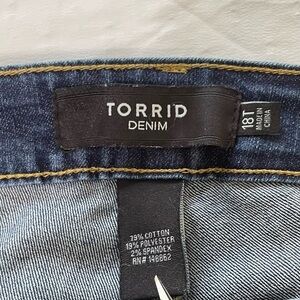 TORRID
DENIM
18T
MADE IN
CHINA
79% COTTON
19% POLYESTER
2% SPANDEX
RN# 148862